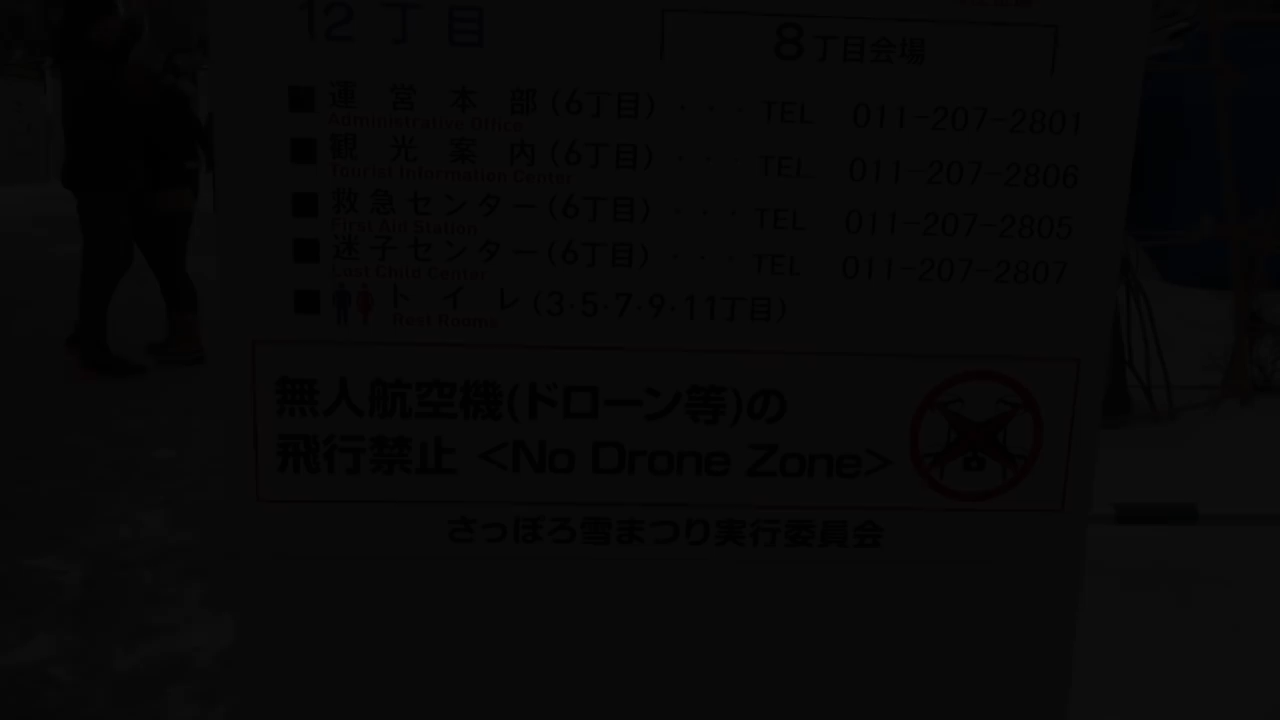 12丁目
8丁目会場
■ 運営本部(6丁目)・・・TEL 011-207-2801
Administrative Office
■ 観光案内(6丁目)・・・TEL 011-207-2806
Tourist Information Center
■ 救急センター(6丁目)・・・TEL 011-207-2805
First Aid Station
■ 迷子センター(6丁目)・・・TEL 011-207-2807
Lost Child Center
■ トイレ(3・5・7・9・11丁目)
Rest Rooms
無人航空機(ドローン等)の
飛行禁止 <No Drone Zone>
さっぽろ雪まつり実行委員会